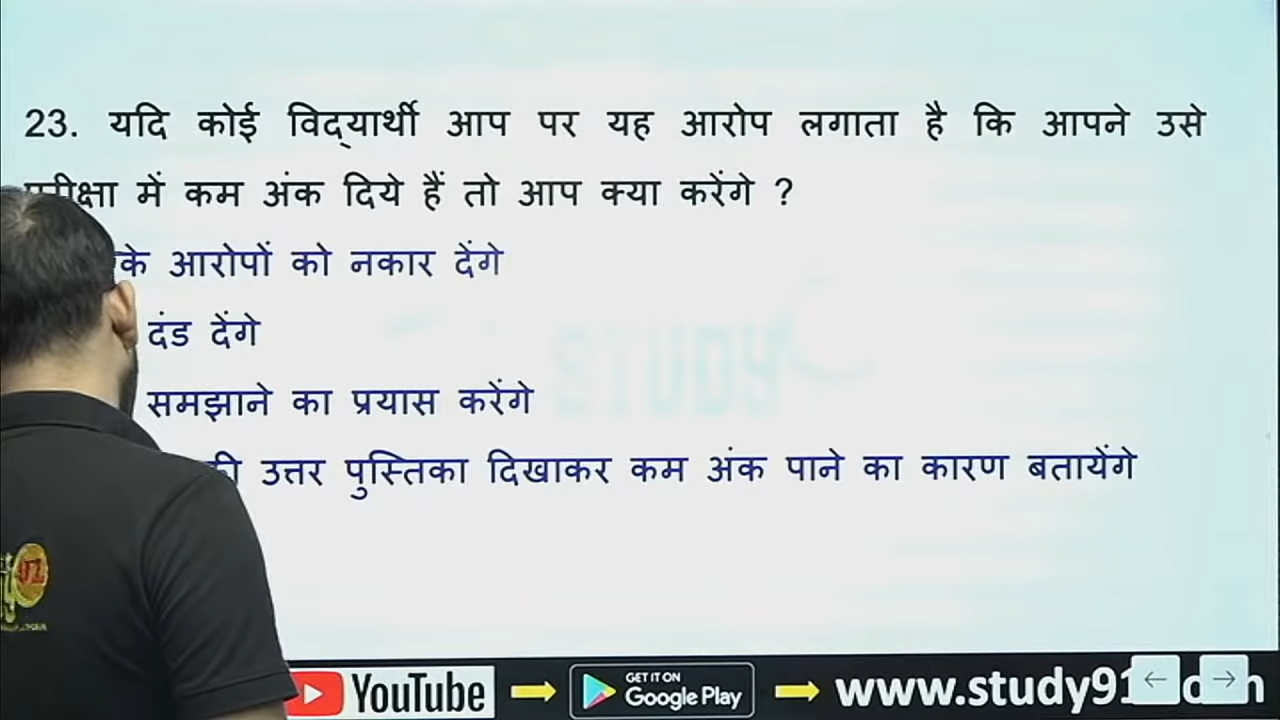 23. यदि कोई विद्यार्थी आप पर यह आरोप लगाता है कि आपने उसे
में कम अंक दिये हैं तो आप क्या करेंगे ?
के आरोपों को नकार देंगे
दंड देंगे
समझाने का प्रयास करेंगे
उत्तर पुस्तिका दिखाकर कम अंक पाने का कारण बतायेंगे
STUDY
YouTube
GET IT ON
Google Play